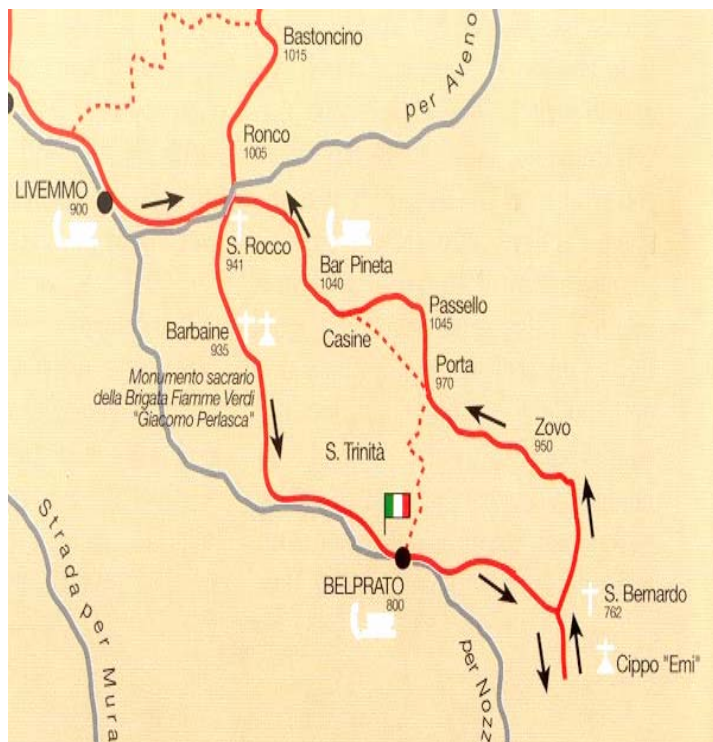 Bastoncino
1015
per Aveno
Ronco
1005
LIVEMMO
900
S. Rocco
941
Bar Pineta
1040
Passello
1045
Barbaine
935
Casine
Porta
970
Monumento sacrario
della Brigata Fiamme Verdi
"Giacomo Perlasca"
Zovo
950
S. Trinità
BELPRATO
800
S. Bernardo
762
Cippo "Emi"
Strada per Mura
per Nozz